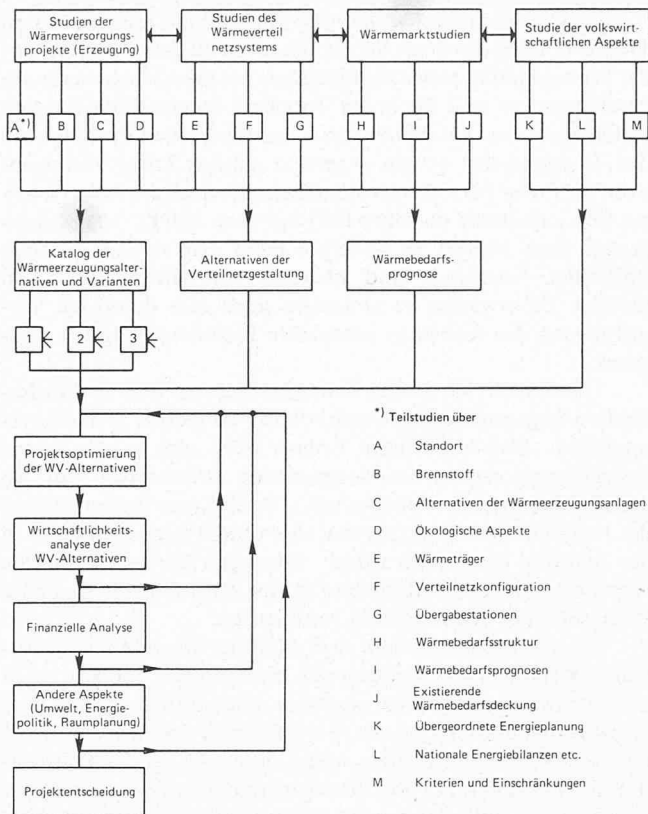 Studien der
Wärmeversorgungs-
projekte (Erzeugung)
Studien des
Wärmeverteil
netzsystems
Wärmemarktstudien
Studie der volkswirt-
schaftlichen Aspekte
A*)
B
C
D
E
F
G
H
I
J
K
L
M
Katalog der
Wärmeerzeugungsalter-
nativen und Varianten
Alternativen der
Verteilnetzgestaltung
Wärmebedarfs-
prognose
1
2
3
Projektsoptimierung
der WV-Alternativen
Wirtschaftlichkeits-
analyse der
WV-Alternativen
Finanzielle Analyse
Andere Aspekte
(Umwelt, Energie-
politik, Raumplanung)
Projektentscheidung
*) Teilstudien über
A Standort
B Brennstoff
C Alternativen der Wärmeerzeugungsanlagen
D Ökologische Aspekte
E Wärmeträger
F Verteilnetzkonfiguration
G Übergabestationen
H Wärmebedarfsstruktur
I Wärmebedarfsprognosen
J Existierende
Wärmebedarfsdeckung
K Übergeordnete Energieplanung
L Nationale Energiebilanzen etc.
M Kriterien und Einschränkungen